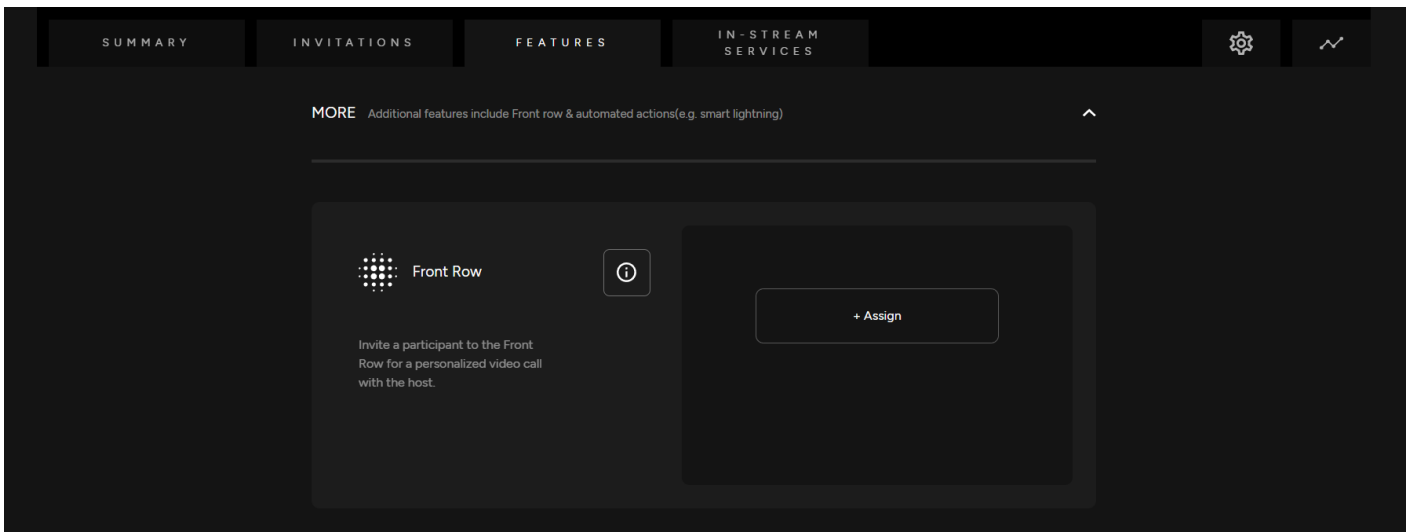 SUMMARY
INVITATIONS
FEATURES
IN-STREAM
SERVICES
MORE Additional features include Front row & automated actions(e.g. smart lightning)
Front Row
Invite a participant to the Front
Row for a personalized video call
with the host.
+ Assign